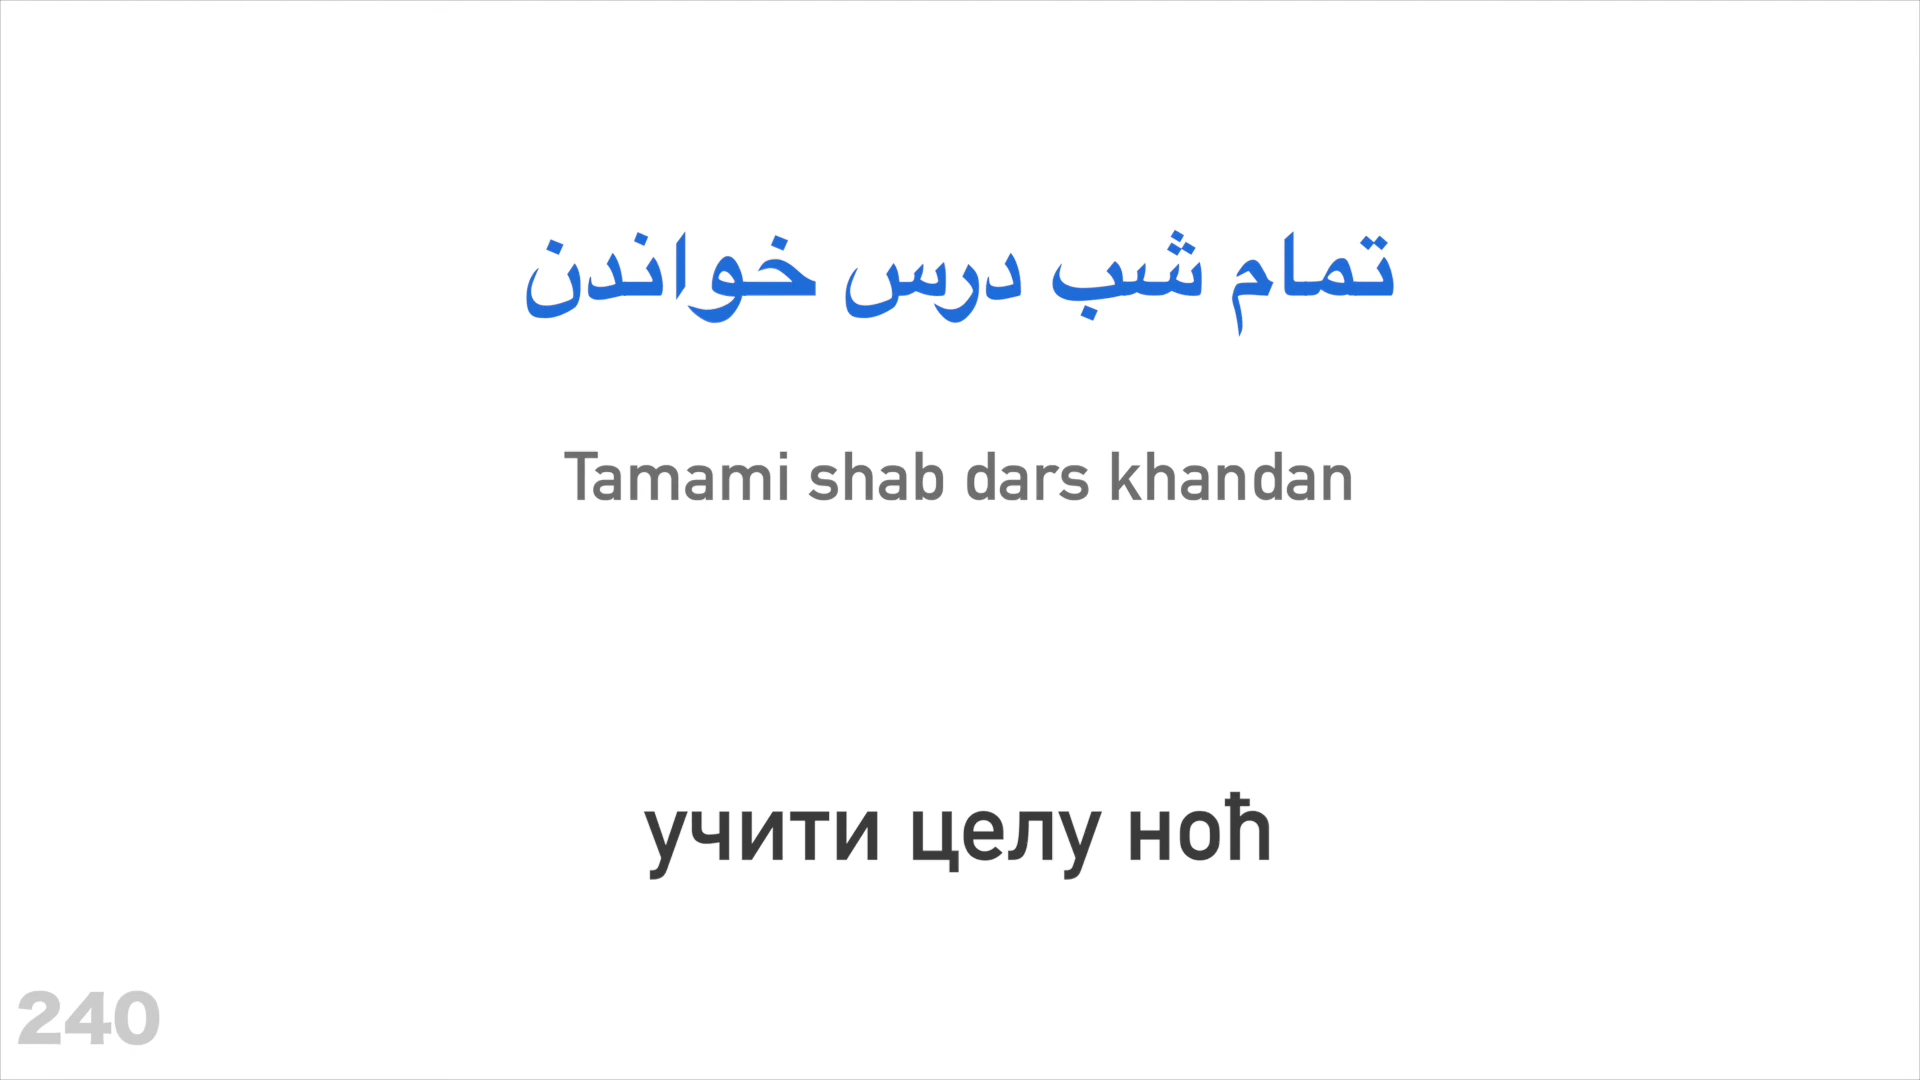 تمام شب درس خواندن
Tamami shab dars khandan
учити целу ноћ
240